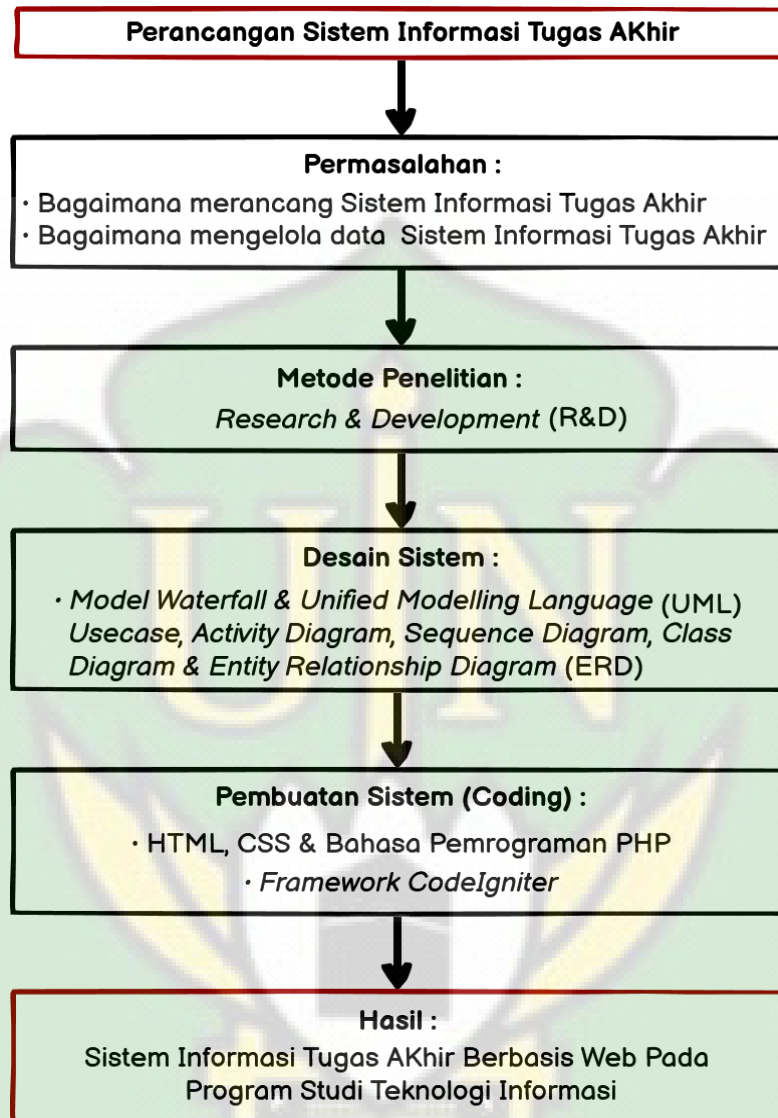 Perancangan Sistem Informasi Tugas AKhir
Permasalahan :
· Bagaimana merancang Sistem Informasi Tugas Akhir
· Bagaimana mengelola data Sistem Informasi Tugas Akhir
Metode Penelitian :
Research & Development (R&D)
Desain Sistem :
· Model Waterfall & Unified Modelling Language (UML)
Usecase, Activity Diagram, Sequence Diagram, Class
Diagram & Entity Relationship Diagram (ERD)
Pembuatan Sistem (Coding) :
· HTML, CSS & Bahasa Pemrograman PHP
· Framework CodeIgniter
Hasil :
Sistem Informasi Tugas AKhir Berbasis Web Pada
Program Studi Teknologi Informasi
UIN